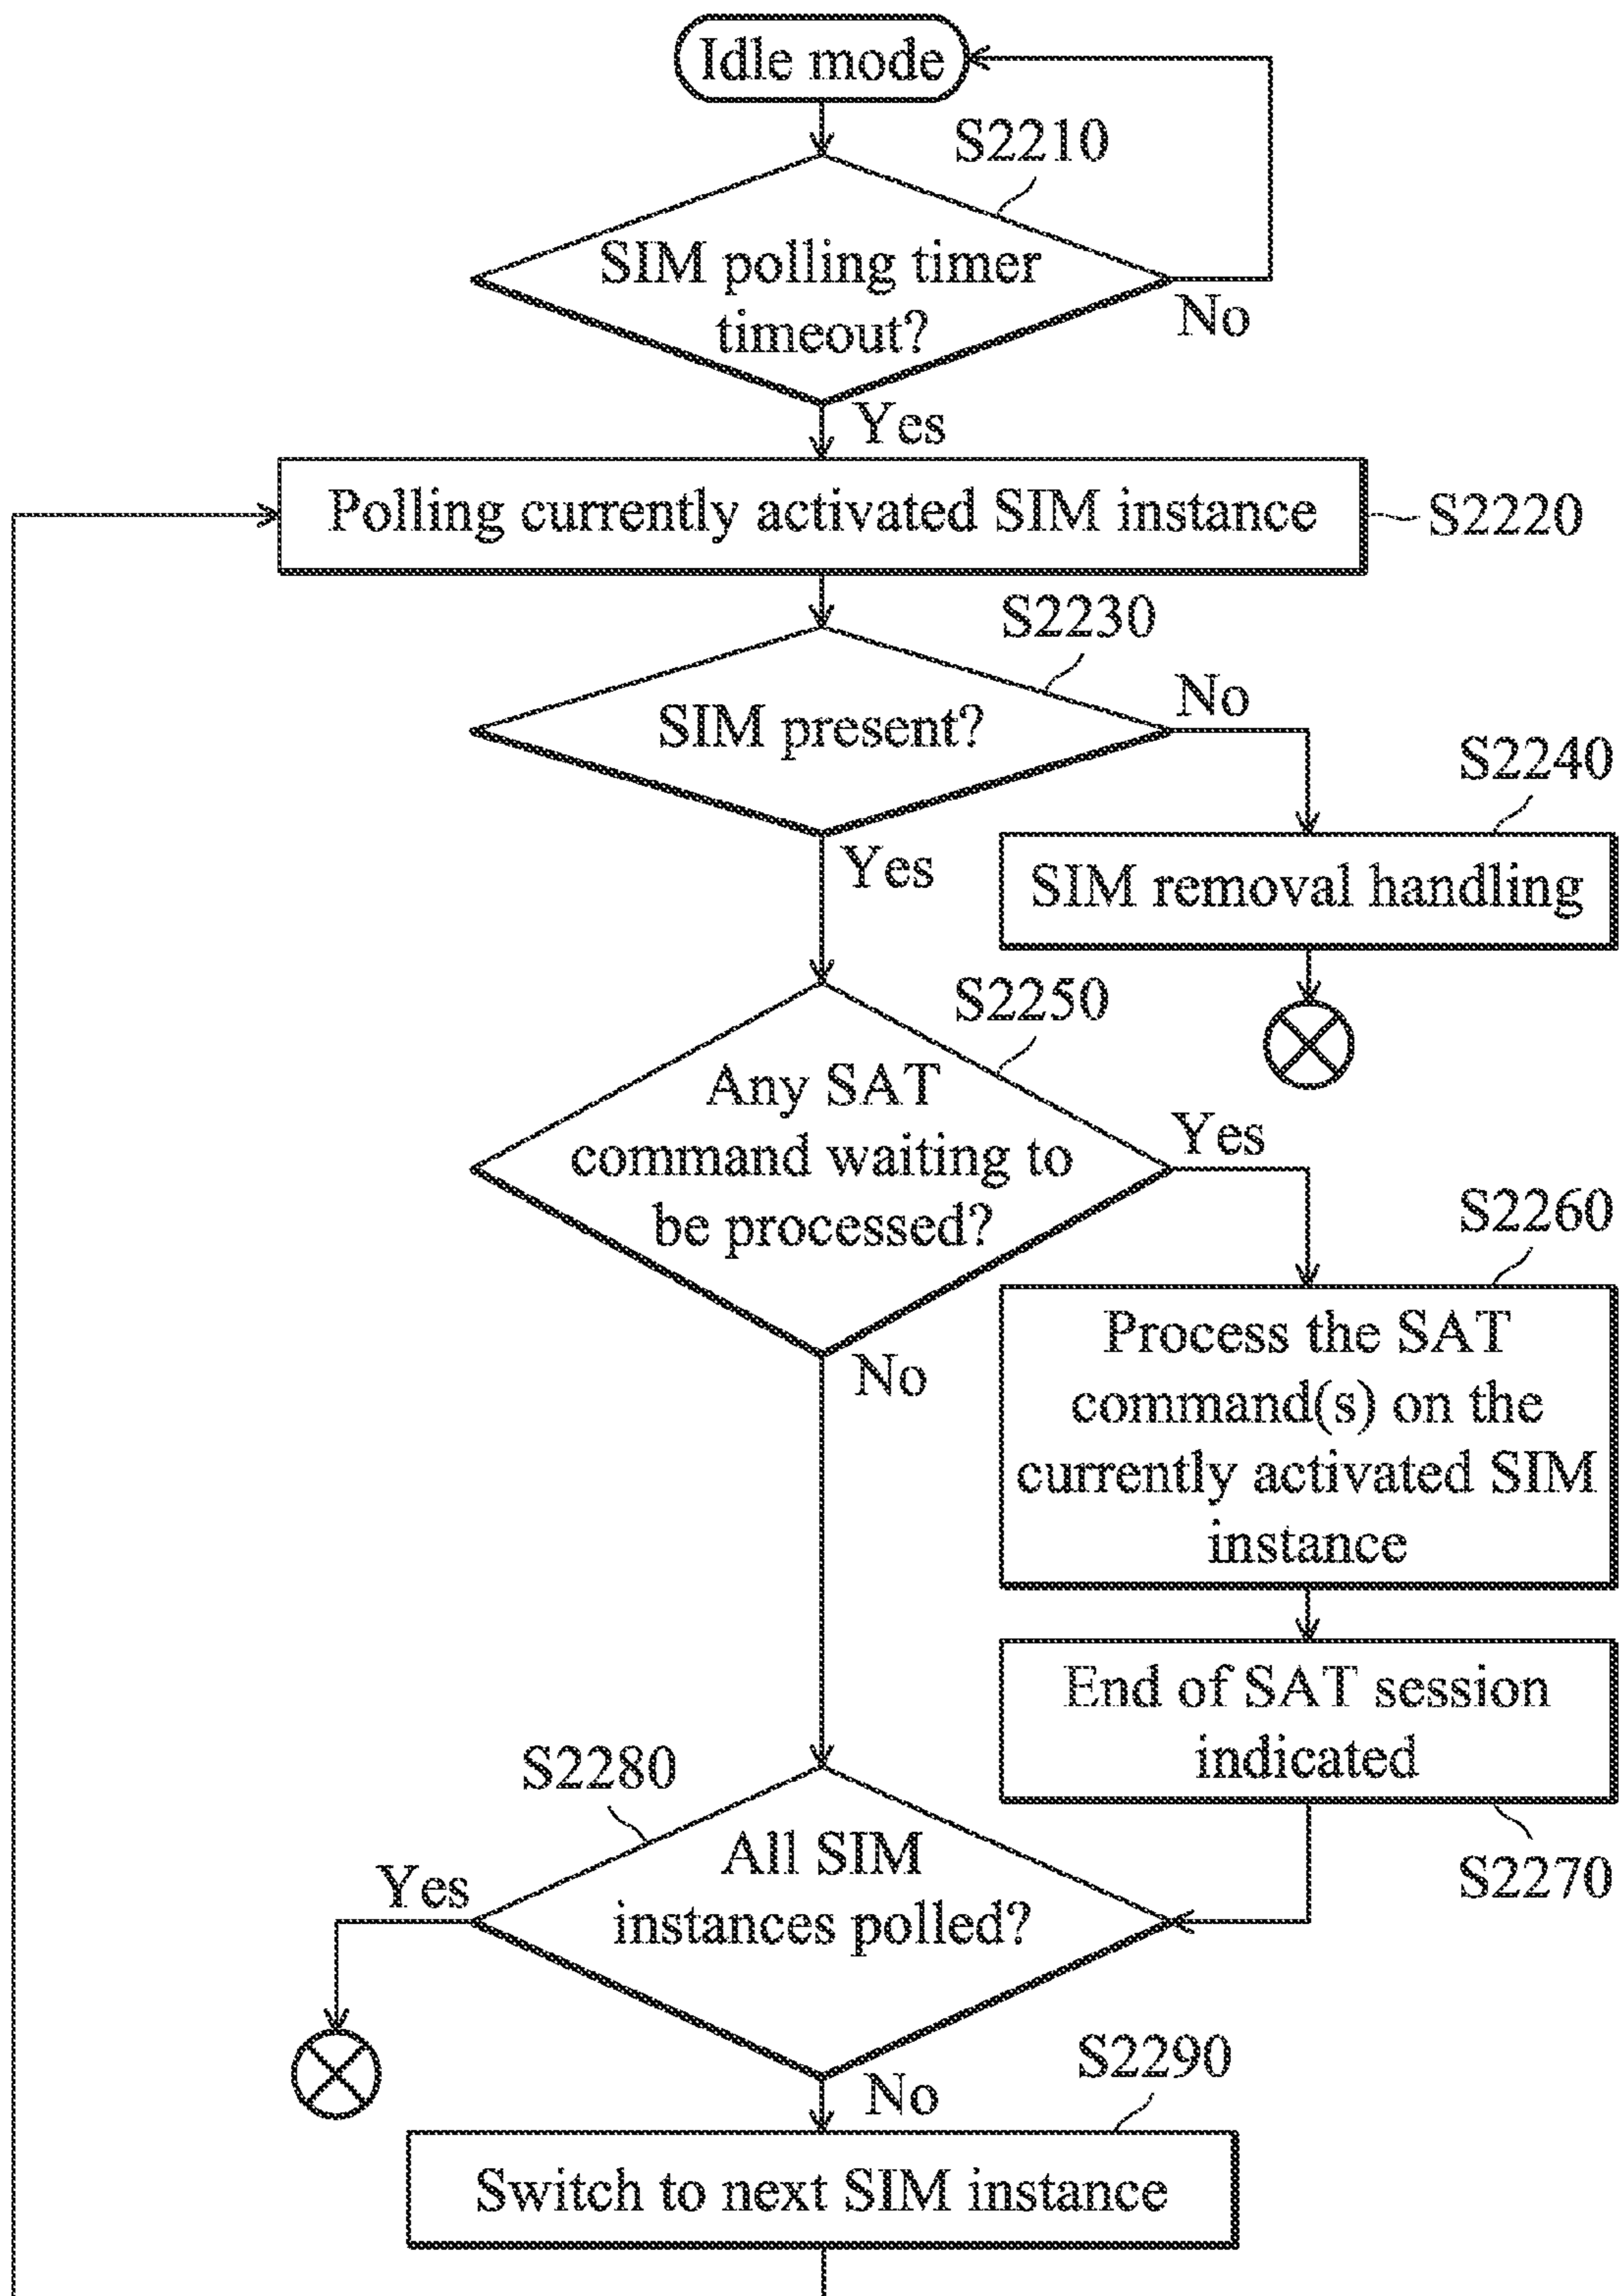 Idle mode
S2210
SIM polling timer
timeout?
No
Yes
Polling currently activated SIM instance
S2220
S2230
SIM present?
No
S2240
Yes
SIM removal handling
S2250
Any SAT
command waiting to
be processed?
Yes
S2260
No
Process the SAT
command(s) on the
currently activated SIM
instance
End of SAT session
indicated
S2270
S2280
All SIM
instances polled?
Yes
No
S2290
Switch to next SIM instance